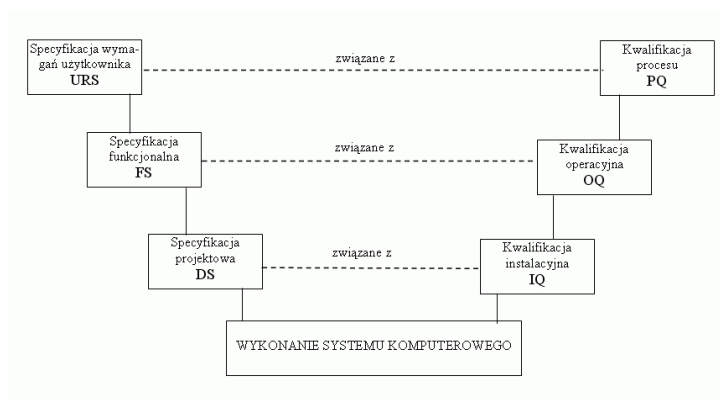 Specyfikacja wyma-
gań użytkownika
URS
związane z
Kwalifikacja
procesu
PQ
Specyfikacja
funkcjonalna
FS
związane z
Kwalifikacja
operacyjna
OQ
Specyfikacja
projektowa
DS
związane z
Kwalifikacja
instalacyjna
IQ
WYKONANIE SYSTEMU KOMPUTEROWEGO